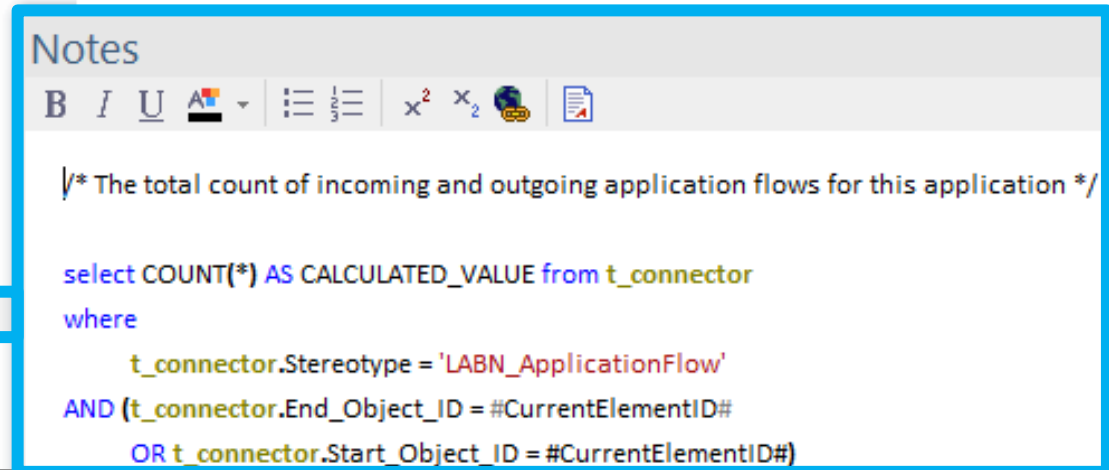 Notes
B I U A x² x₂
/* The total count of incoming and outgoing application flows for this application */
select COUNT(*) AS CALCULATED_VALUE from t_connector
where
t_connector.Stereotype = 'LABN_ApplicationFlow'
AND (t_connector.End_Object_ID = #CurrentElementID#
OR t_connector.Start_Object_ID = #CurrentElementID#)